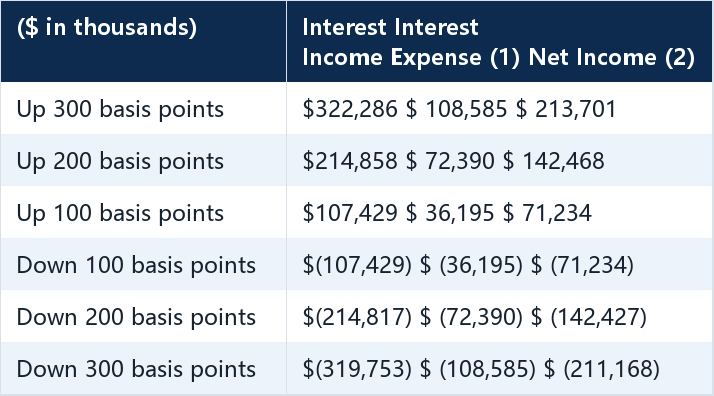 ($ in thousands)
Interest Interest
Income Expense (1) Net Income (2)
Up 300 basis points $322,286 $ 108,585 $ 213,701
Up 200 basis points $214,858 $ 72,390 $ 142,468
Up 100 basis points $107,429 $ 36,195 $ 71,234
Down 100 basis points $(107,429) $ (36,195) $ (71,234)
Down 200 basis points $(214,817) $ (72,390) $ (142,427)
Down 300 basis points $(319,753) $ (108,585) $ (211,168)